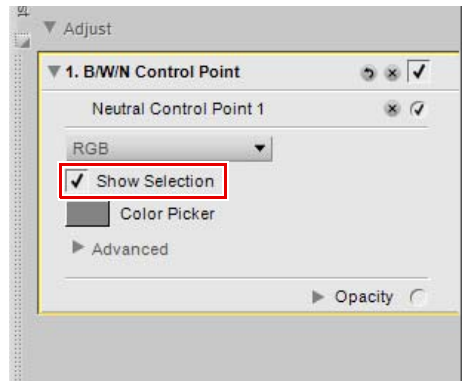 Adjust
1. B/W/N Control Point
Neutral Control Point 1
RGB
Show Selection
Color Picker
Advanced
Opacity